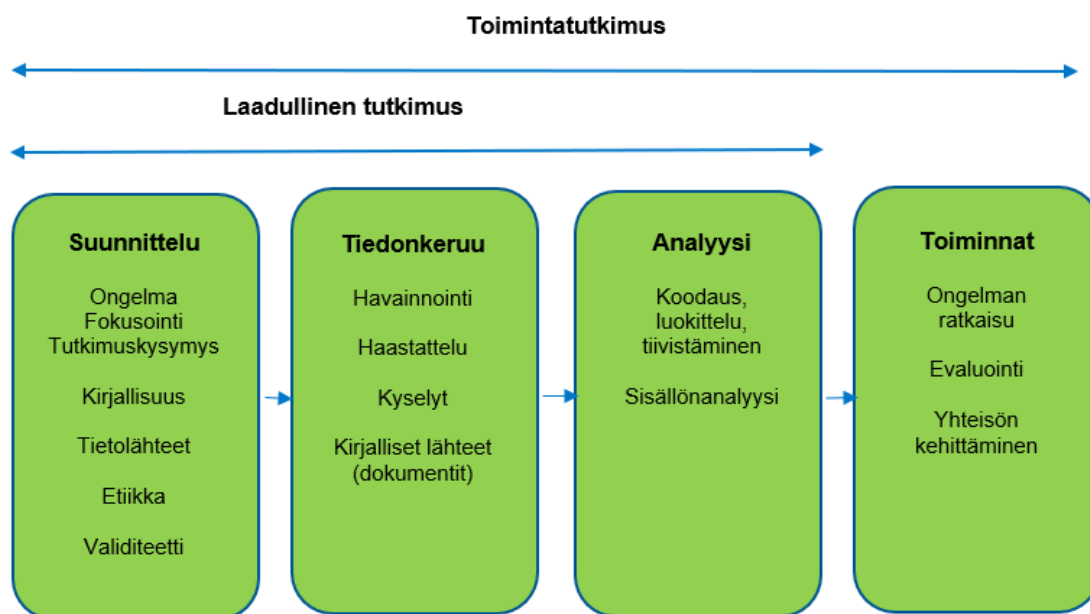 Toimintatutkimus
Laadullinen tutkimus
Suunnittelu
Ongelma
Fokusointi
Tutkimuskysymys
Kirjallisuus
Tietolähteet
Etiikka
Validiteetti
Tiedonkeruu
Havainnointi
Haastattelu
Kyselyt
Kirjalliset lähteet
(dokumentit)
Analyysi
Koodaus,
luokittelu,
tiivistäminen
Sisällönanalyysi
Toiminnat
Ongelman
ratkaisu
Evaluointi
Yhteisön
kehittäminen